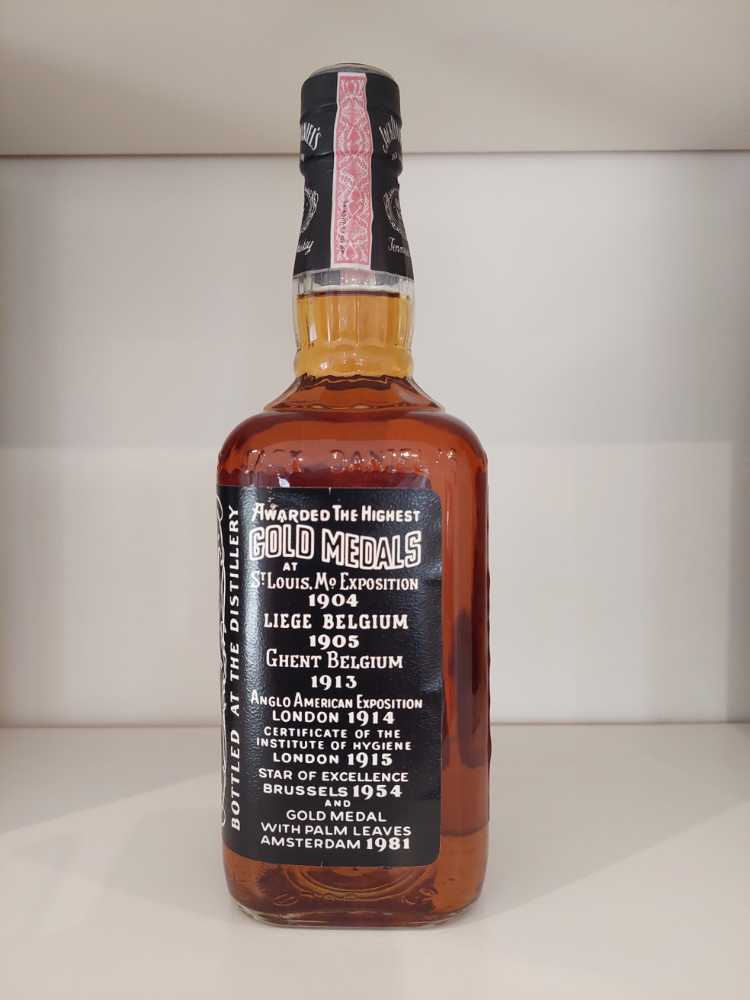 JACK DANIEL
AWARDED THE HIGHEST
GOLD MEDALS
AT
ST LOUIS, MO EXPOSITION
1904
LIEGE BELGIUM
1905
GHENT BELGIUM
1913
ANGLO AMERICAN EXPOSITION
LONDON 1914
CERTIFICATE OF THE
INSTITUTE OF HYGIENE
LONDON 1915
STAR OF EXCELLENCE
BRUSSELS 1954
AND
GOLD MEDAL
WITH PALM LEAVES
AMSTERDAM 1981
BOTTLED AT THE DISTILLERY